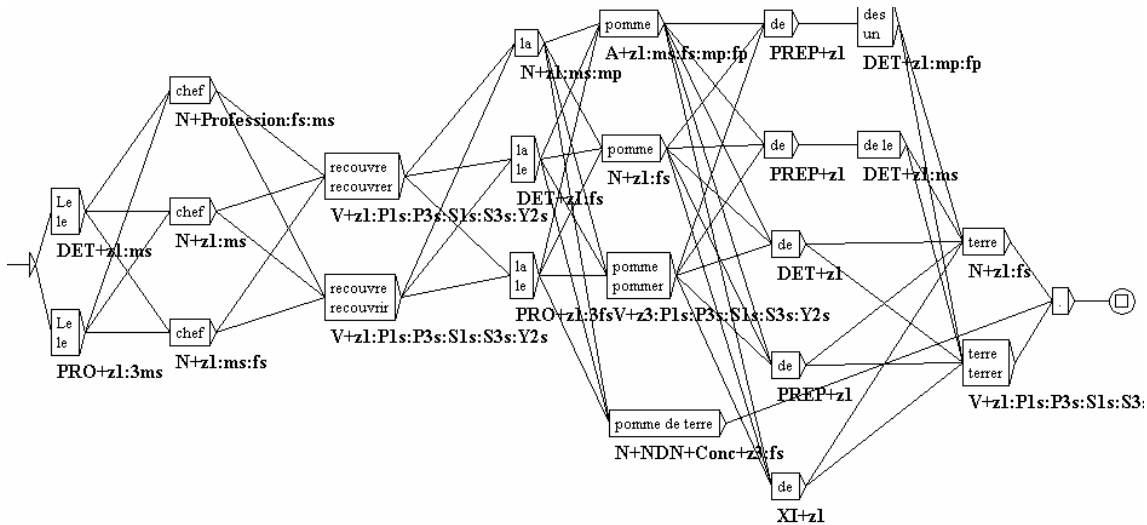 Le
le
DET+z1:ms
Le
le
PRO+z1:3ms
chef
N+Profession:fs:ms
chef
N+z1:ms
chef
N+z1:ms:fs
recouvre
recouvrer
V+z1:P1s:P3s:S1s:S3s:Y2s
recouvre
recouvrir
V+z1:P1s:P3s:S1s:S3s:Y2s
la
N+z1:ms:mp
la
le
DET+z1:fs
la
le
PRO+z1:3fs
pomme
A+z1:ms:fs:mp:fp
pomme
N+z1:fs
pomme
pommer
V+z3:P1s:P3s:S1s:S3s:Y2s
pomme de terre
N+NDN+Conc+z3:fs
de
PREP+z1
de
PREP+z1
de
DET+z1
de
PREP+z1
de
XI+z1
des
un
DET+z1:mp:fp
de le
DET+z1:ms
terre
N+z1:fs
terre
terrer
V+z1:P1s:P3s:S1s:S3s
.